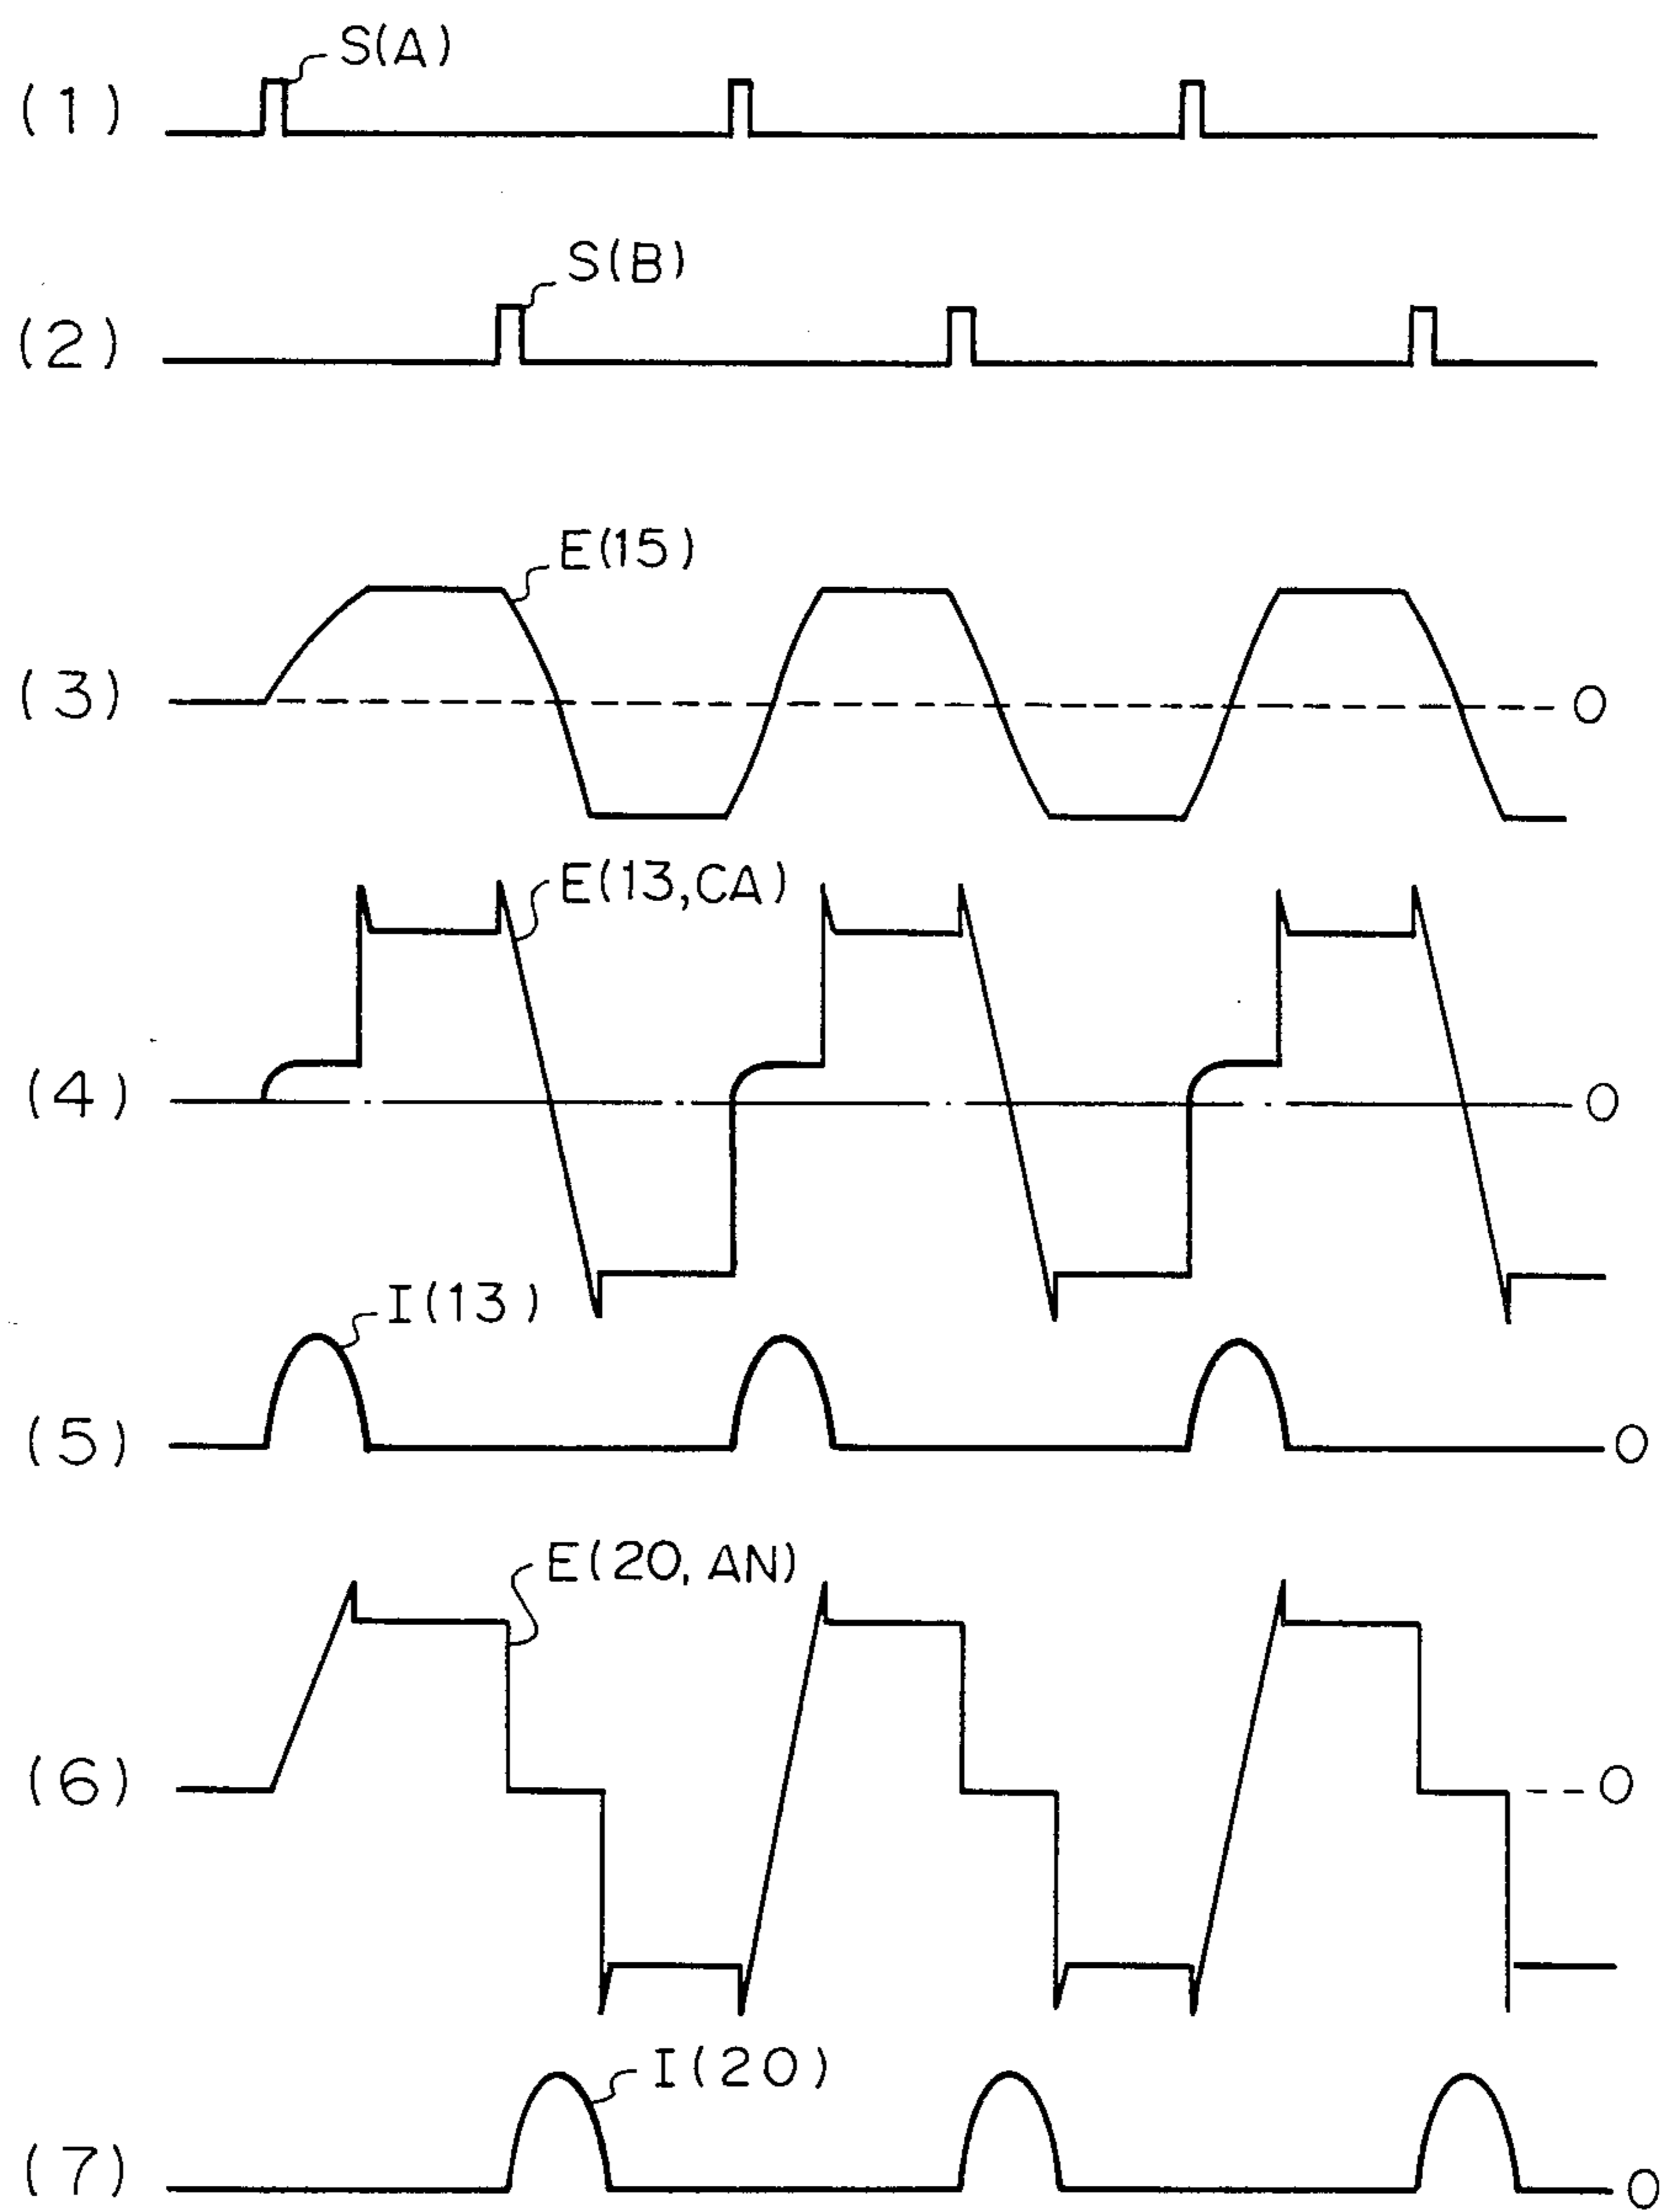 S(A)
(1)
S(B)
(2)
E(15)
(3)
0
E(13,CA)
(4)
0
I(13)
(5)
0
E(20,AN)
(6)
0
I(20)
(7)
0